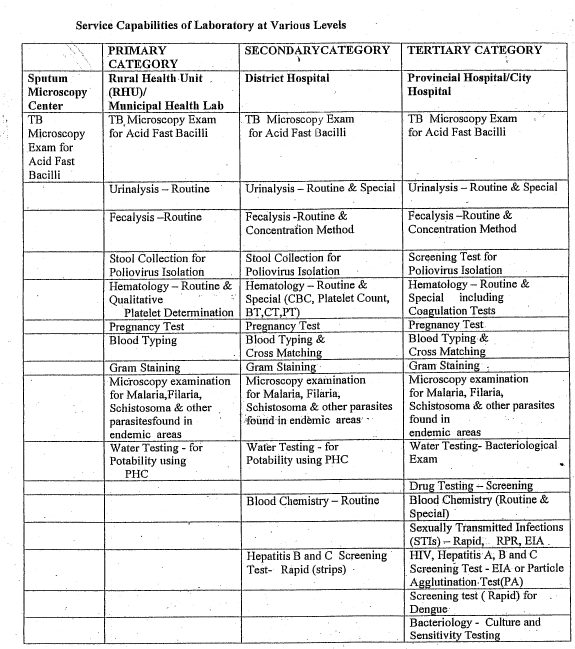 Service Capabilities of Laboratory at Various Levels
PRIMARY
CATEGORY
SECONDARYCATEGORY
TERTIARY CATEGORY
Sputum
Microscopy
Center
Rural Health Unit
(RHU)/
Municipal Health Lab
District Hospital
Provincial Hospital/City
Hospital
TB
Microscopy
Exam for
Acid Fast
Bacilli
TB Microscopy Exam
for Acid Fast Bacilli
TB Microscopy Exam
for Acid Fast Bacilli
TB Microscopy Exam
for Acid Fast Bacilli
Urinalysis – Routine
Urinalysis – Routine & Special
Urinalysis – Routine & Special
Fecalysis –Routine
Fecalysis -Routine &
Concentration Method
Fecalysis –Routine &
Concentration Method
Stool Collection for
Poliovirus Isolation
Stool Collection for
Poliovirus Isolation
Screening Test for
Poliovirus Isolation
Hematology – Routine &
Qualitative
Platelet Determination
Hematology – Routine &
Special (CBC, Platelet Count,
BT,CT,PT)
Hematology – Routine &
Special including
Coagulation Tests
Pregnancy Test
Pregnancy Test
Pregnancy Test
Blood Typing
Blood Typing &
Cross Matching
Blood Typing &
Cross Matching
Gram Staining
Gram Staining
Gram Staining
Microscopy examination
for Malaria,Filaria,
Schistosoma & other
parasitesfound in
endemic areas
Microscopy examination
for Malaria, Filaria,
Schistosoma & other parasites
found in endemic areas
Microscopy examination
for Malaria, Filaria,
Schistosoma & other parasites
found in
endemic areas
Water Testing - for
Potability using
PHC
Water Testing - for
Potability using PHC
Water Testing- Bacteriological
Exam
Drug Testing – Screening
Blood Chemistry – Routine
Blood Chemistry (Routine &
Special)
Sexually Transmitted Infections
(STIs) – Rapid, RPR, EIA
Hepatitis B and C Screening
Test- Rapid (strips)
HIV, Hepatitis A, B and C
Screening Test - EIA or Particle
Agglutination Test(PA)
Screening test ( Rapid) for
Dengue
Bacteriology - Culture and
Sensitivity Testing